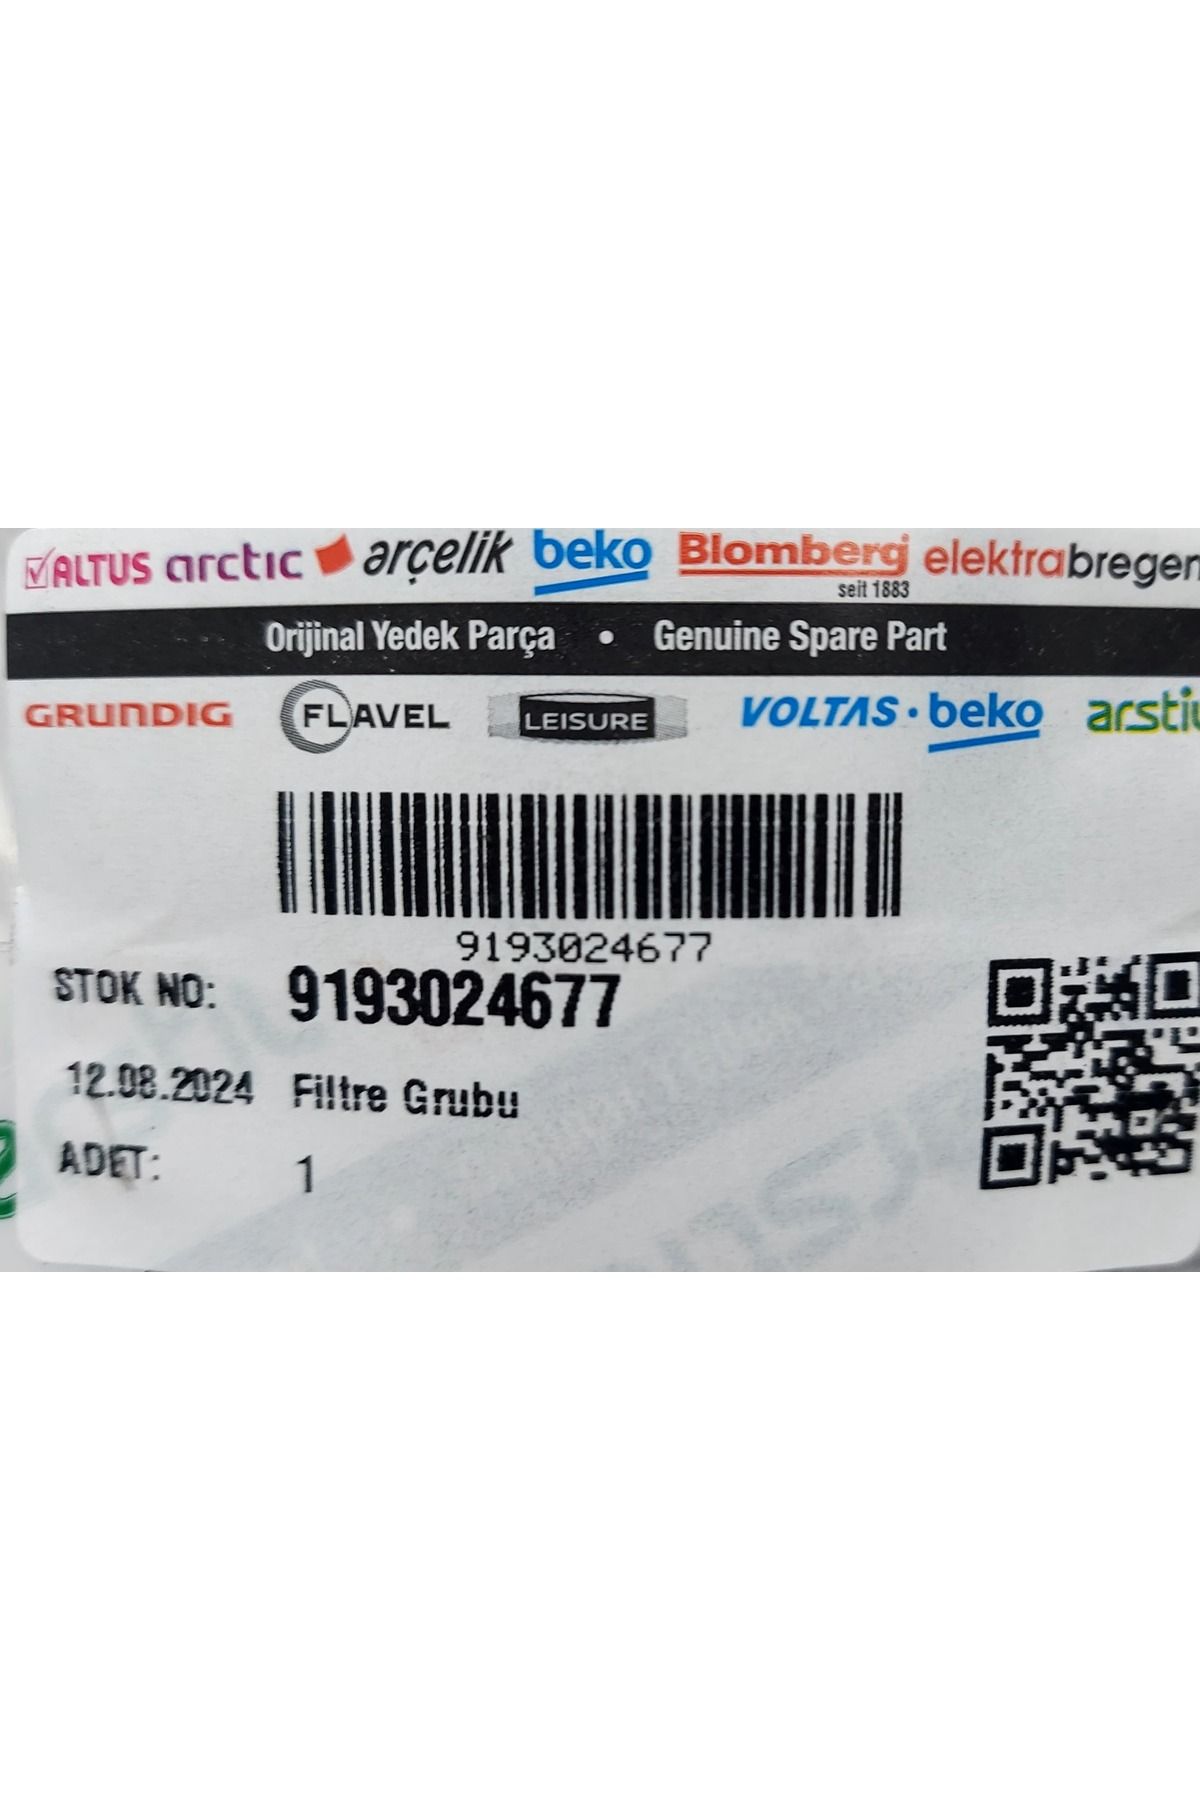 ALTUS arctic arçelik beko Blomberg elektrabregen
seit 1883
Orijinal Yedek Parça • Genuine Spare Part
GRUNDIG FLAVEL LEISURE VOLTAS • beko
9193024677
STOK NO: 9193024677
12.08.2024 Filtre Grubu
ADET: 1